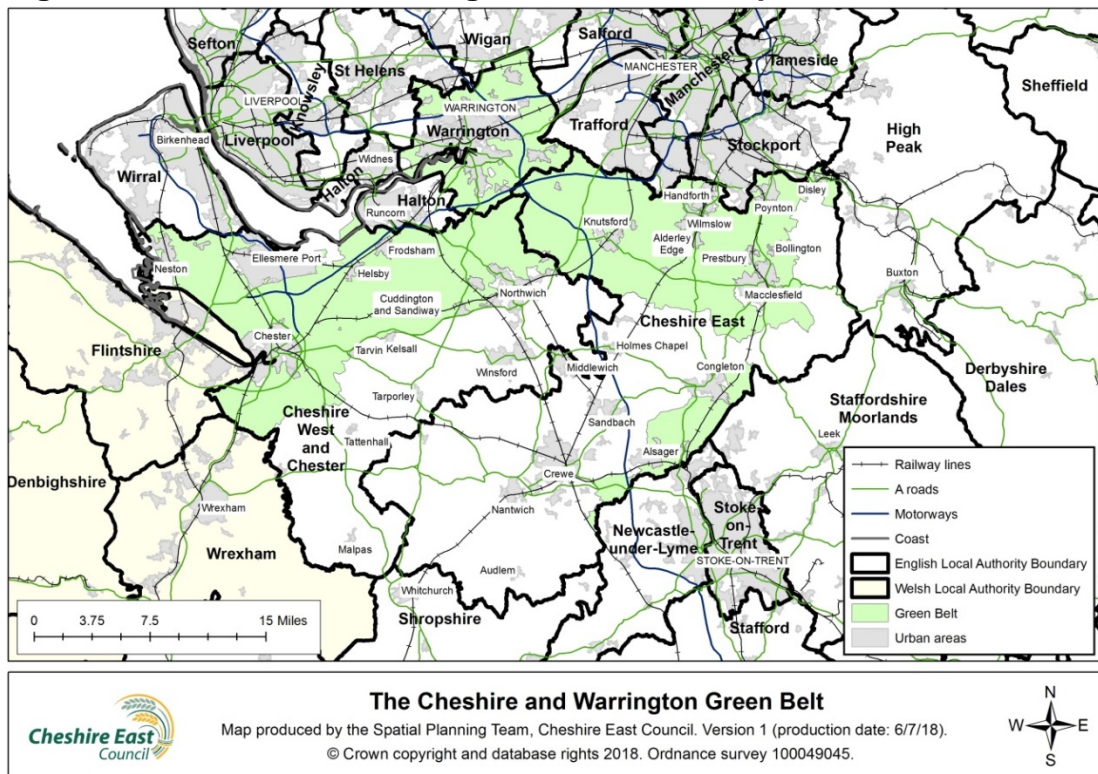 Sefton
Wigan
Salford
St Helens
MANCHESTER
Manchester
Tameside
Sheffield
LIVERPOOL
Knowsley
WARRINGTON
Liverpool
Warrington
Trafford
High
Peak
Birkenhead
Stockport
Widnes
Wirral
Halton
Halton
Runcorn
Disley
Handforth
Poynton
Knutsford
Wilmslow
Frodsham
Alderley
Edge
Bollington
Prestbury
Ellesmere Port
Neston
Helsby
Buxton
Cuddington
and Sandiway
Northwich
Macclesfield
Cheshire East
Chester
Flintshire
Tarvin
Kelsall
Holmes Chapel
Winsford
Middlewich
Congleton
Derbyshire
Dales
Tarporley
Staffordshire
Moorlands
Cheshire
West
and
Chester
Sandbach
Tattenhall
Leek
Alsager
Denbighshire
Crewe
Wrexham
Nantwich
Newcastle-
under-Lyme
Stoke-
on-
Trent
Wrexham
Malpas
STOKE-ON-TRENT
Audlem
Whitchurch
Shropshire
Stafford
Railway lines
A roads
Motorways
Coast
English Local Authority Boundary
Welsh Local Authority Boundary
Green Belt
Urban areas
0 3.75 7.5 15 Miles
The Cheshire and Warrington Green Belt
Map produced by the Spatial Planning Team, Cheshire East Council. Version 1 (production date: 6/7/18).
© Crown copyright and database rights 2018. Ordnance survey 100049045.
Cheshire East
Council
N
W E
S